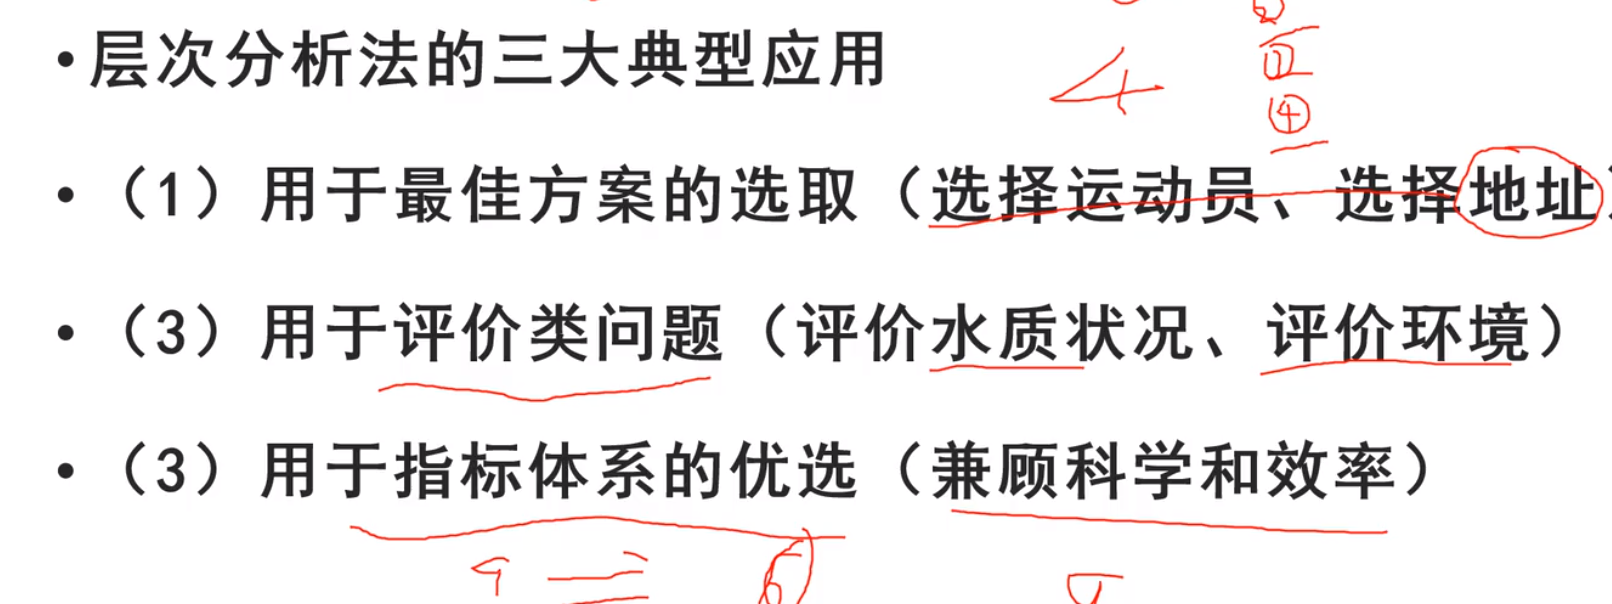 •层次分析法的三大典型应用
4
四
④
•（1）用于最佳方案的选取（选择运动员、选择地址）
•（3）用于评价类问题（评价水质状况、评价环境）
•（3）用于指标体系的优选（兼顾科学和效率）